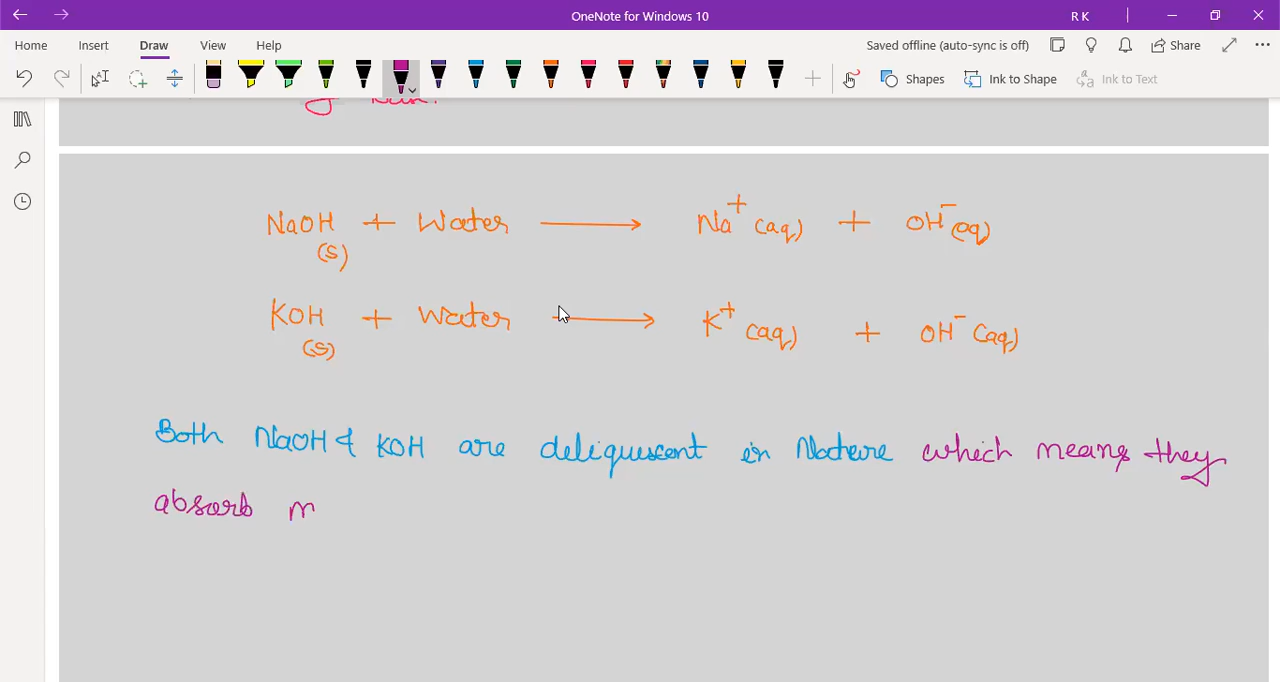 OneNote for Windows 10
R K
Home Insert Draw View Help
Saved offline (auto-sync is off) Share
Shapes Ink to Shape Ink to Text
NaOH (s) + Water ⟶ Na⁺ (aq) + OH⁻ (aq)
KOH (s) + Water ⟶ K⁺ (aq) + OH⁻ (aq)
Both NaOH & KOH are deliquescent in Nature which means they
absorb m